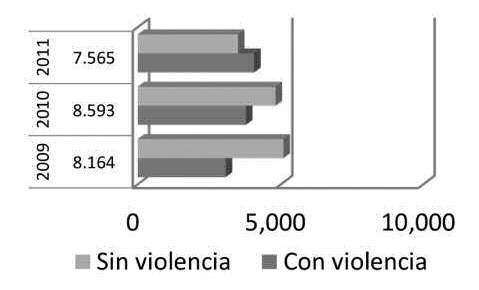 2011 7.565
2010 8.593
2009 8.164
0 5,000 10,000
Sin violencia Con violencia